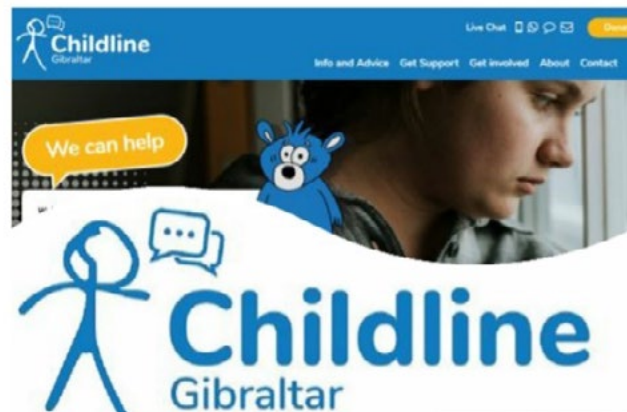 Childline
Gibraltar
Live Chat
Info and Advice Get Support Get involved About Contact
We can help
Childline
Gibraltar